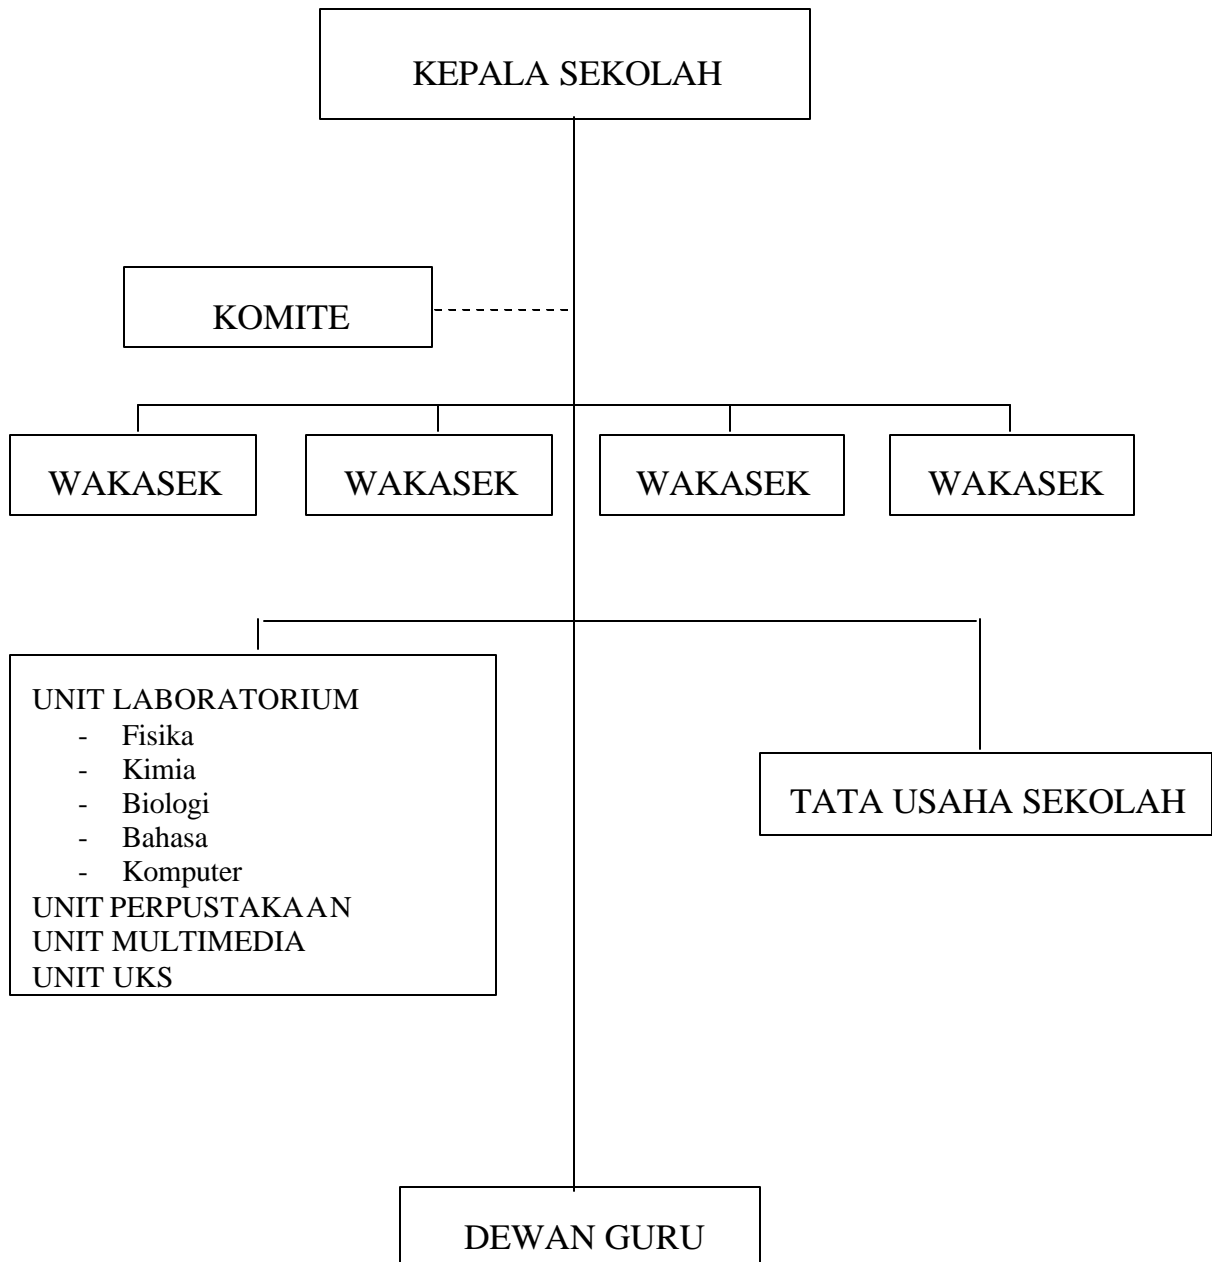 KEPALA SEKOLAH
KOMITE
WAKASEK
WAKASEK
WAKASEK
WAKASEK
UNIT LABORATORIUM
- Fisika
- Kimia
- Biologi
- Bahasa
- Komputer
UNIT PERPUSTAKAAN
UNIT MULTIMEDIA
UNIT UKS
TATA USAHA SEKOLAH
DEWAN GURU